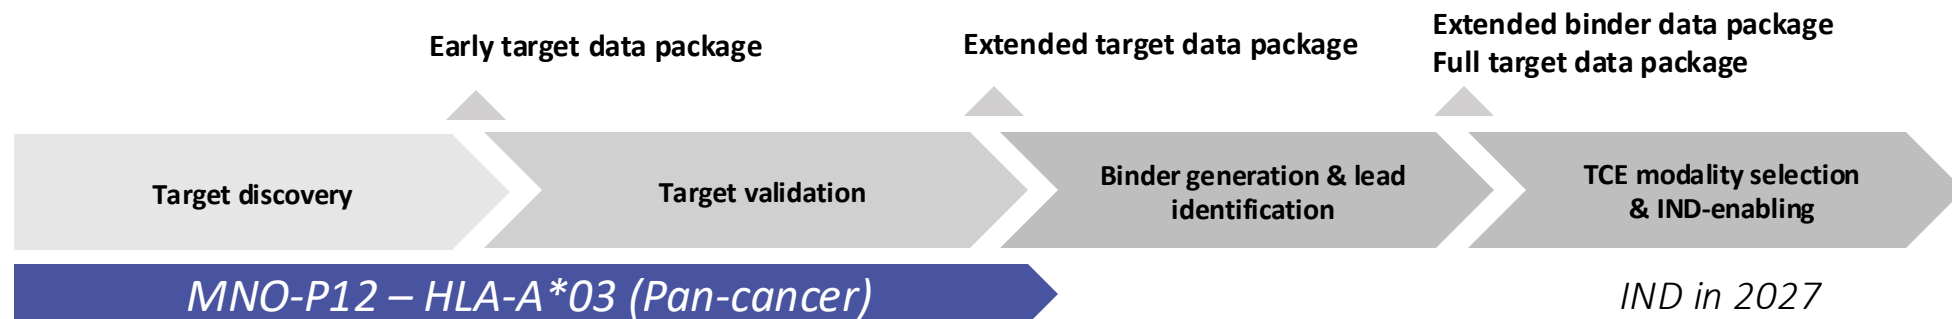 Early target data package
Extended target data package
Extended binder data package
Full target data package
Target discovery
Target validation
Binder generation & lead
identification
TCE modality selection
& IND-enabling
MNO-P12 – HLA-A*03 (Pan-cancer)
IND in 2027